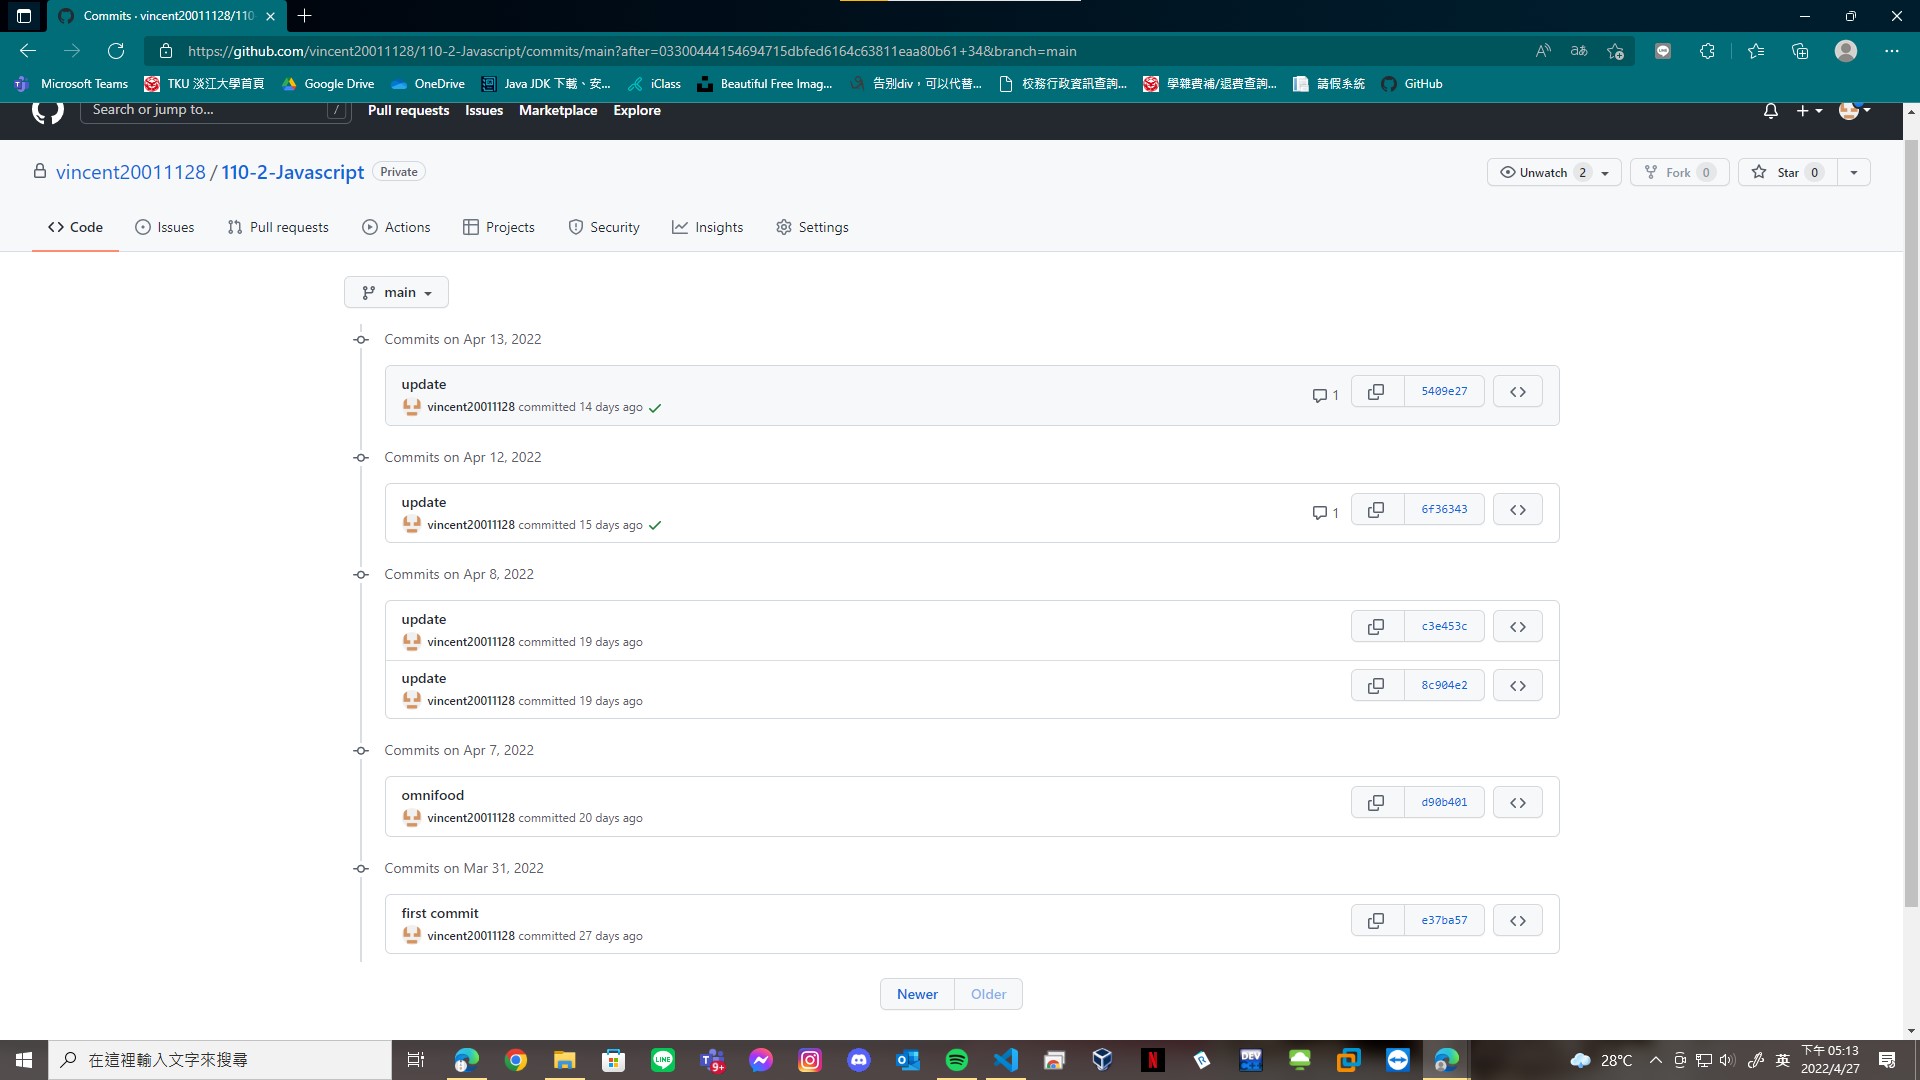 Commits · vincent20011128/110-
https://github.com/vincent20011128/110-2-Javascript/commits/main?after=03300444154694715dbfed6164c63811eaa80b61+34&branch=main
Microsoft Teams TKU 淡江大學首頁 Google Drive OneDrive Java JDK 下載、安... iClass Beautiful Free Imag... 告別div，可以代替... 校務行政資訊查詢... 學雜費補/退費查詢... 請假系統 GitHub
Search or jump to... / Pull requests Issues Marketplace Explore
vincent20011128 / 110-2-Javascript Private Unwatch 2 Fork 0 Star 0
Code Issues Pull requests Actions Projects Security Insights Settings
main
Commits on Apr 13, 2022
update
vincent20011128 committed 14 days ago 1 5409e27
Commits on Apr 12, 2022
update
vincent20011128 committed 15 days ago 1 6f36343
Commits on Apr 8, 2022
update
vincent20011128 committed 19 days ago c3e453c
update
vincent20011128 committed 19 days ago 8c904e2
Commits on Apr 7, 2022
omnifood
vincent20011128 committed 20 days ago d90b401
Commits on Mar 31, 2022
first commit
vincent20011128 committed 27 days ago e37ba57
Newer Older
在這裡輸入文字來搜尋 9+ 28°C 英 下午 05:13
2022/4/27